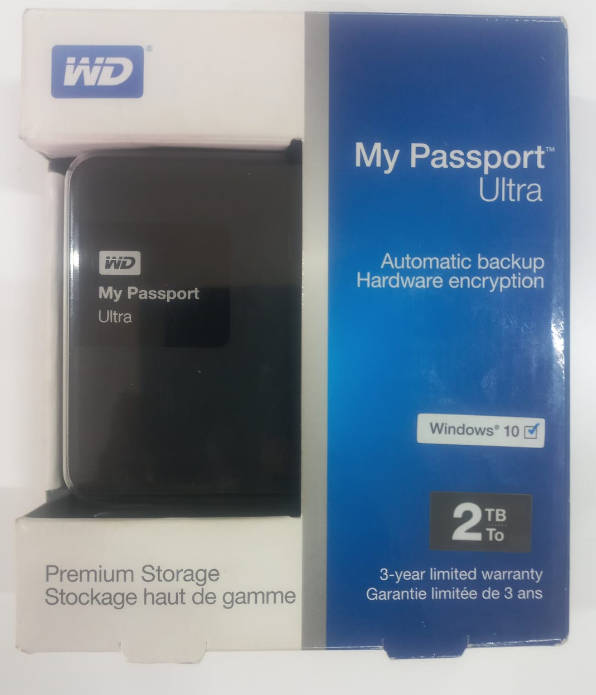 WD®
My Passport™
Ultra
Automatic backup
Hardware encryption
WD
My Passport
Ultra
Windows® 10
2 TB
To
Premium Storage
Stockage haut de gamme
3-year limited warranty
Garantie limitée de 3 ans